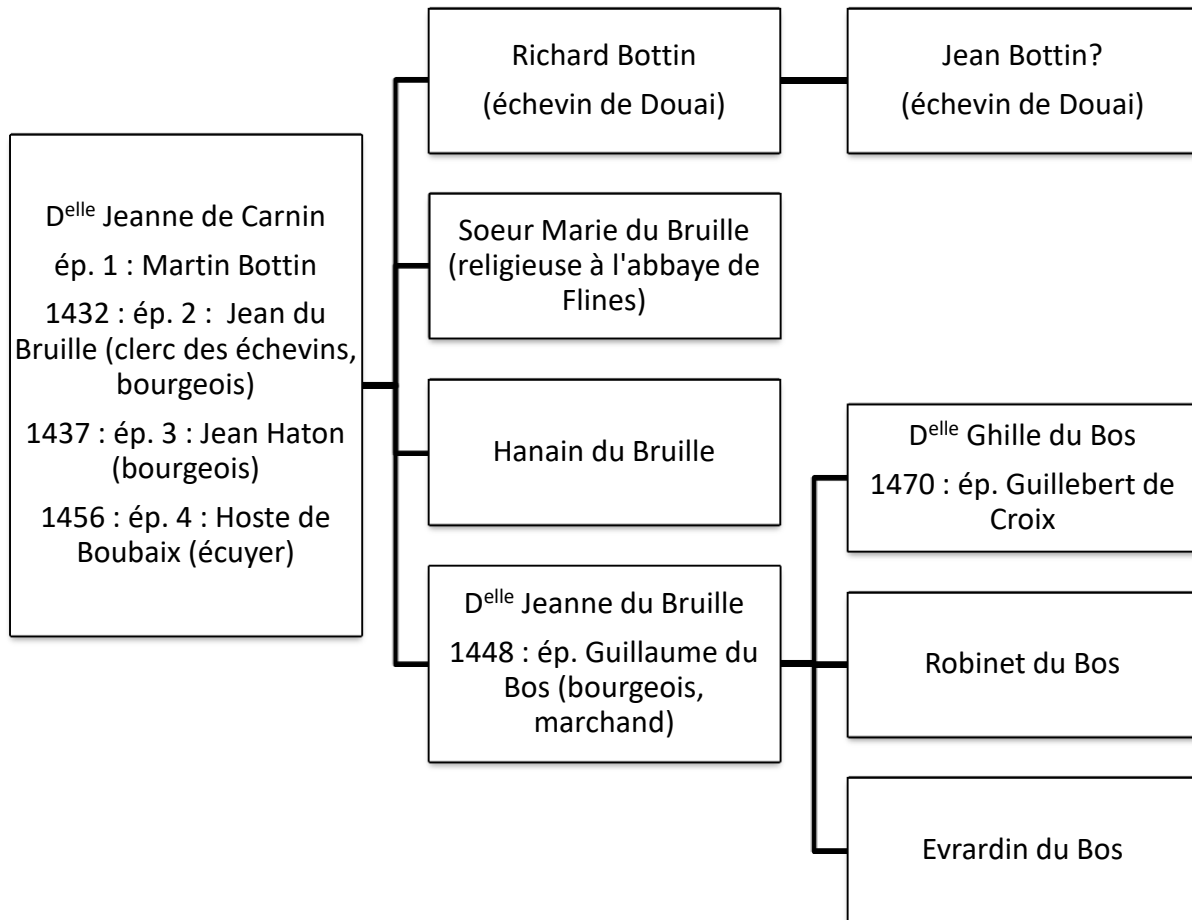 Richard Bottin
(échevin de Douai)
Jean Bottin?
(échevin de Douai)
Delle Jeanne de Carnin
ép. 1 : Martin Bottin
1432 : ép. 2 : Jean du
Bruille (clerc des échevins,
bourgeois)
1437 : ép. 3 : Jean Haton
(bourgeois)
1456 : ép. 4 : Hoste de
Boubaix (écuyer)
Soeur Marie du Bruille
(religieuse à l'abbaye de
Flines)
Hanain du Bruille
Delle Jeanne du Bruille
1448 : ép. Guillaume du
Bos (bourgeois,
marchand)
Delle Ghille du Bos
1470 : ép. Guillebert de
Croix
Robinet du Bos
Evrardin du Bos